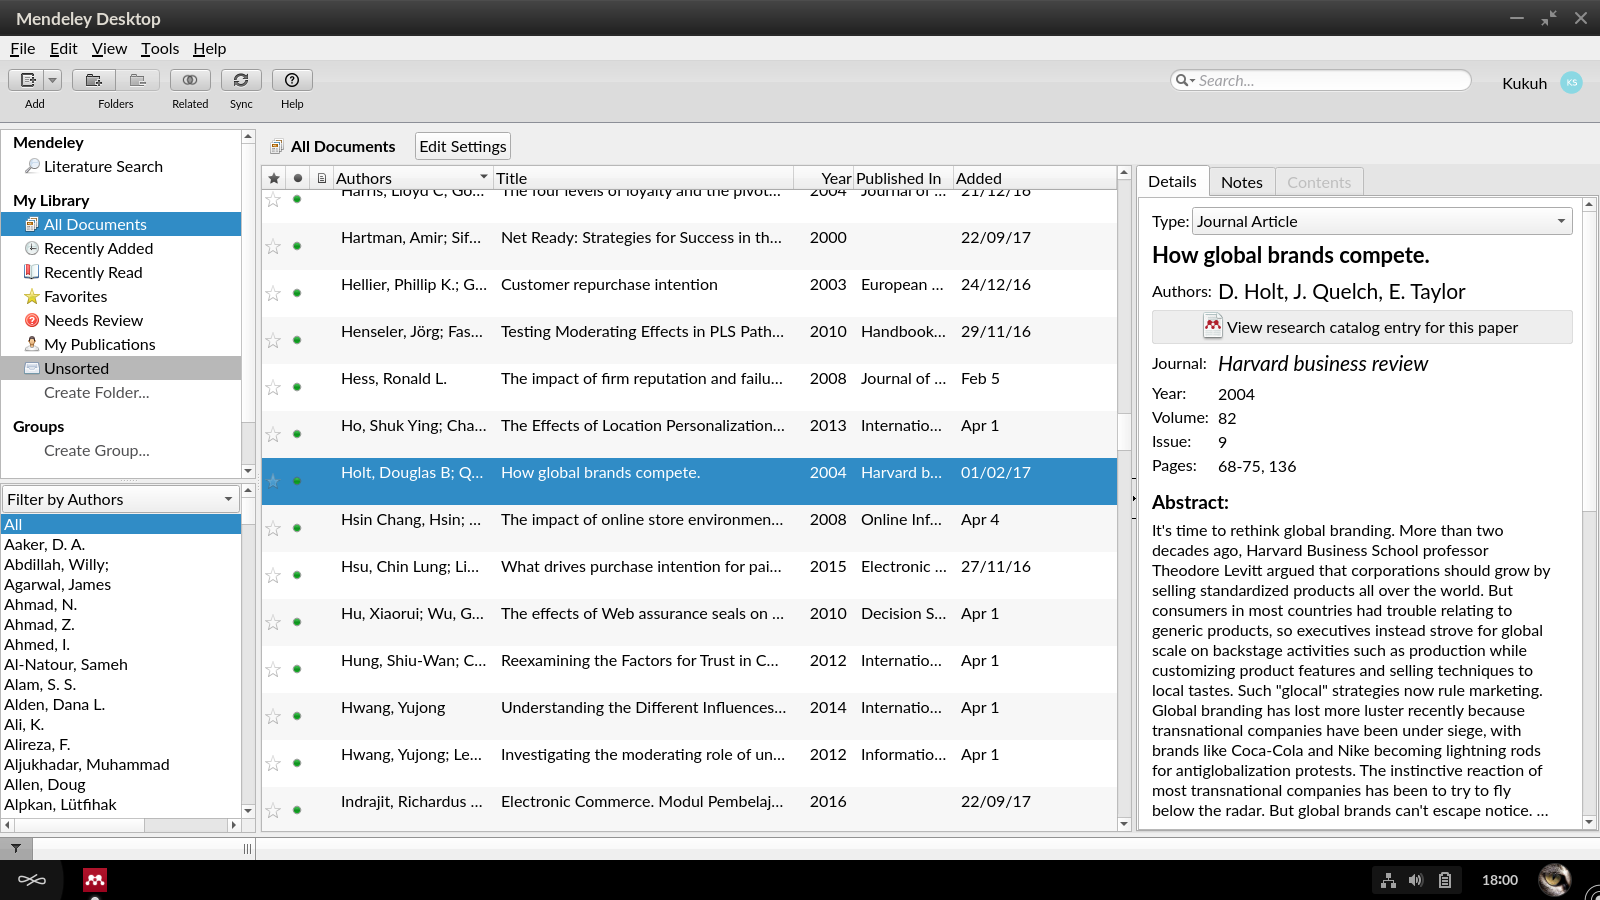 Mendeley Desktop
File Edit View Tools Help
Add Folders Related Sync Help
Search...
Kukuh KS
Mendeley
Literature Search
My Library
All Documents
Recently Added
Recently Read
Favorites
Needs Review
My Publications
Unsorted
Create Folder...
Groups
Create Group...
Filter by Authors
All
Aaker, D. A.
Abdillah, Willy;
Agarwal, James
Ahmad, N.
Ahmad, Z.
Ahmed, I.
Al-Natour, Sameh
Alam, S. S.
Alden, Dana L.
Ali, K.
Alireza, F.
Aljukhadar, Muhammad
Allen, Doug
Alpkan, Lütfihak
All Documents Edit Settings
Authors Title Year Published In Added
Harris, Lloyd C; Go... The four levels of loyalty and the pivot... 2004 Journal of ... 21/12/16
Hartman, Amir; Sif... Net Ready: Strategies for Success in th... 2000 22/09/17
Hellier, Phillip K.; G... Customer repurchase intention 2003 European ... 24/12/16
Henseler, Jörg; Fas... Testing Moderating Effects in PLS Path... 2010 Handbook... 29/11/16
Hess, Ronald L. The impact of firm reputation and failu... 2008 Journal of ... Feb 5
Ho, Shuk Ying; Cha... The Effects of Location Personalization... 2013 Internatio... Apr 1
Holt, Douglas B; Q... How global brands compete. 2004 Harvard b... 01/02/17
Hsin Chang, Hsin; ... The impact of online store environmen... 2008 Online Inf... Apr 4
Hsu, Chin Lung; Li... What drives purchase intention for pai... 2015 Electronic ... 27/11/16
Hu, Xiaorui; Wu, G... The effects of Web assurance seals on ... 2010 Decision S... Apr 1
Hung, Shiu-Wan; C... Reexamining the Factors for Trust in C... 2012 Internatio... Apr 1
Hwang, Yujong Understanding the Different Influences... 2014 Internatio... Apr 1
Hwang, Yujong; Le... Investigating the moderating role of un... 2012 Informatio... Apr 1
Indrajit, Richardus ... Electronic Commerce. Modul Pembelaj... 2016 22/09/17
Details Notes Contents
Type: Journal Article
How global brands compete.
Authors: D. Holt, J. Quelch, E. Taylor
View research catalog entry for this paper
Journal: Harvard business review
Year: 2004
Volume: 82
Issue: 9
Pages: 68-75, 136
Abstract:
It's time to rethink global branding. More than two
decades ago, Harvard Business School professor
Theodore Levitt argued that corporations should grow by
selling standardized products all over the world. But
consumers in most countries had trouble relating to
generic products, so executives instead strove for global
scale on backstage activities such as production while
customizing product features and selling techniques to
local tastes. Such "glocal" strategies now rule marketing.
Global branding has lost more luster recently because
transnational companies have been under siege, with
brands like Coca-Cola and Nike becoming lightning rods
for antiglobalization protests. The instinctive reaction of
most transnational companies has been to try to fly
below the radar. But global brands can't escape notice. ...
18:00